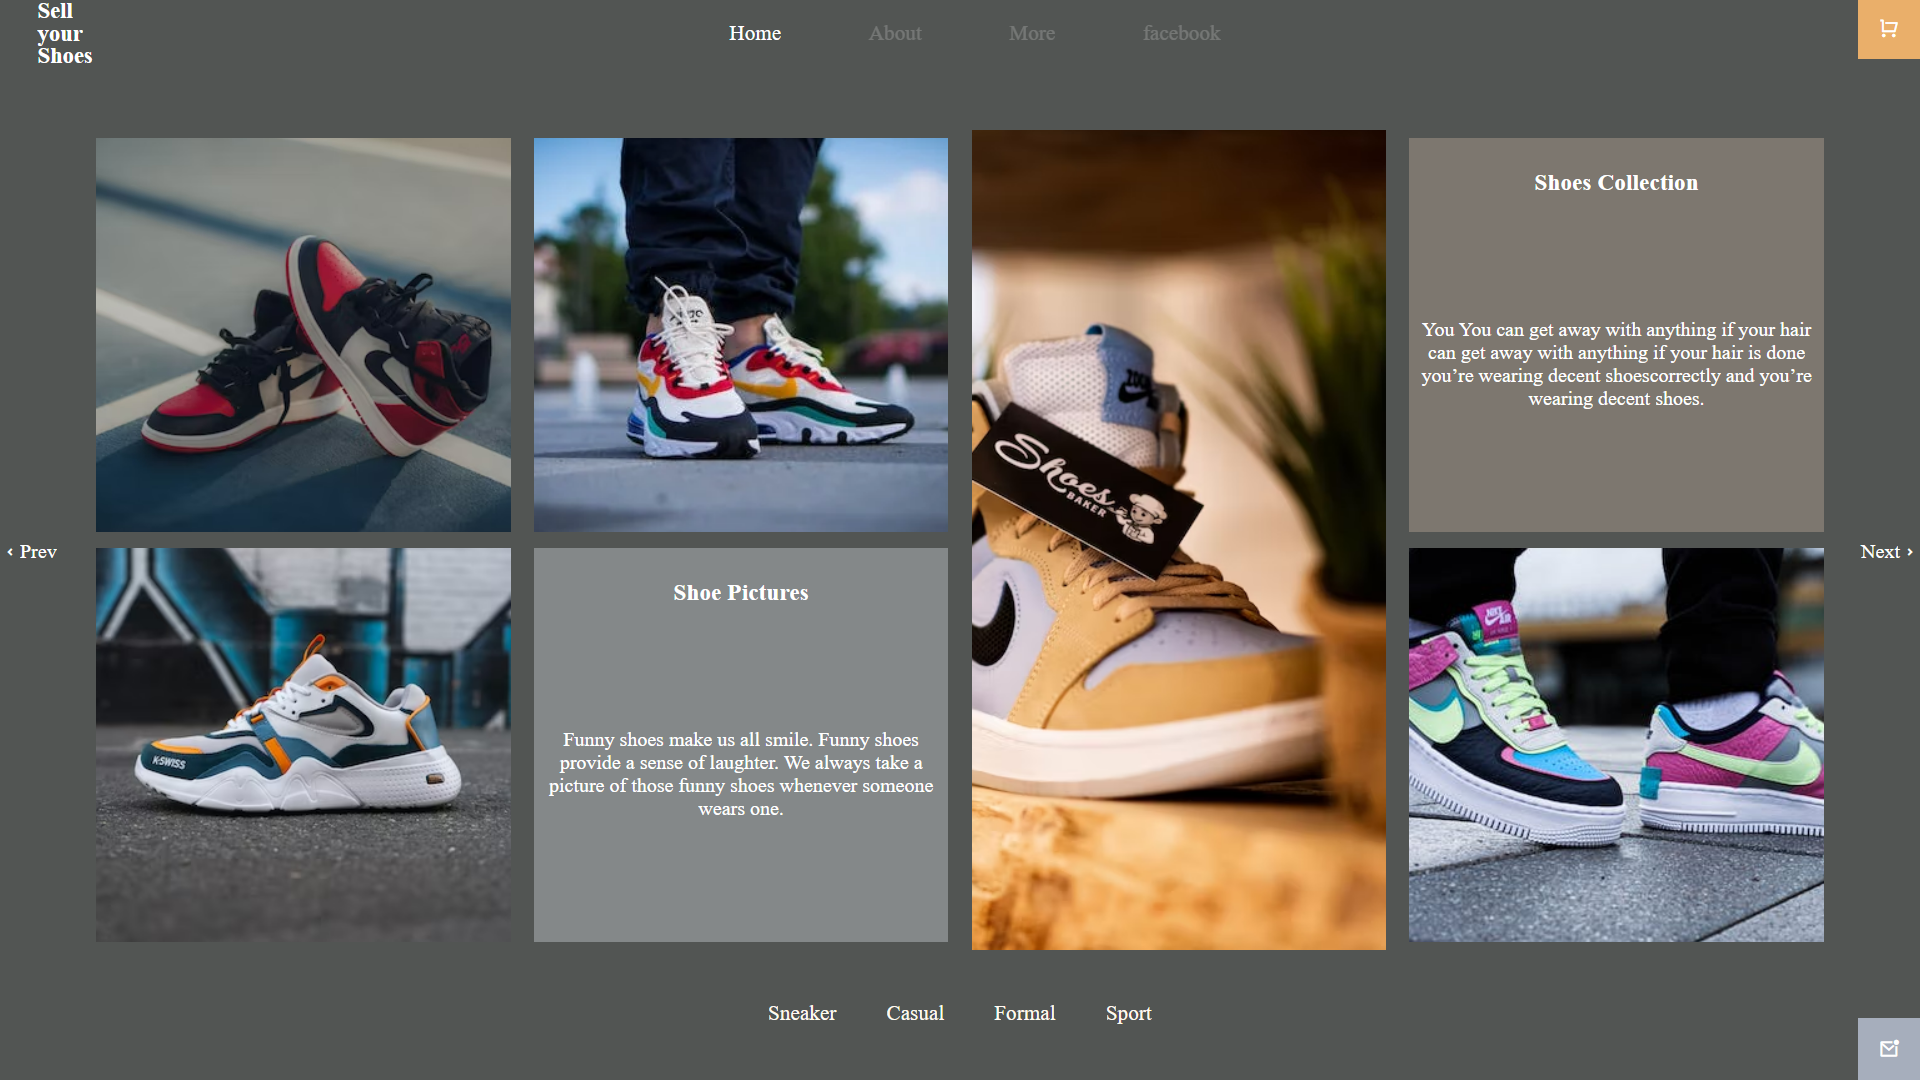 Sell
your
Shoes
Home
About
More
facebook
Shoes Collection
You You can get away with anything if your hair
can get away with anything if your hair is done
you’re wearing decent shoescorrectly and you’re
wearing decent shoes.
Shoes
BAKER
‹ Prev
Next ›
K·SWISS
Shoe Pictures
Funny shoes make us all smile. Funny shoes
provide a sense of laughter. We always take a
picture of those funny shoes whenever someone
wears one.
NIKE
AIR
Sneaker
Casual
Formal
Sport